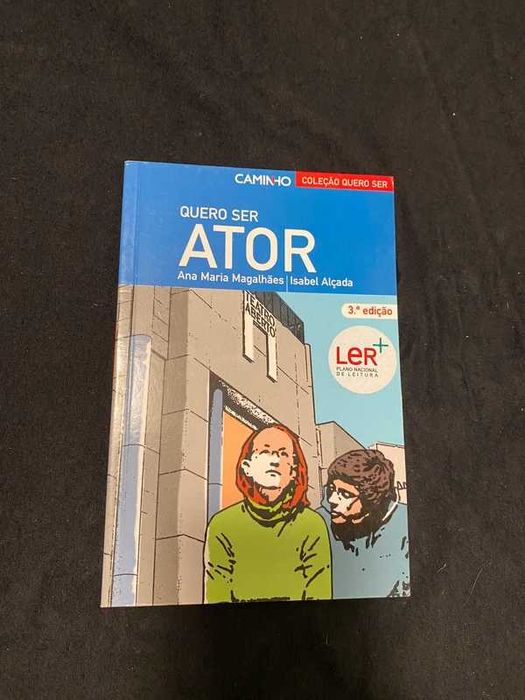 CAMINHO COLEÇÃO QUERO SER
QUERO SER
ATOR
Ana Maria Magalhães | Isabel Alçada
3.ª edição
LER+
PLANO NACIONAL
DE LEITURA
TEATRO
ABERTO